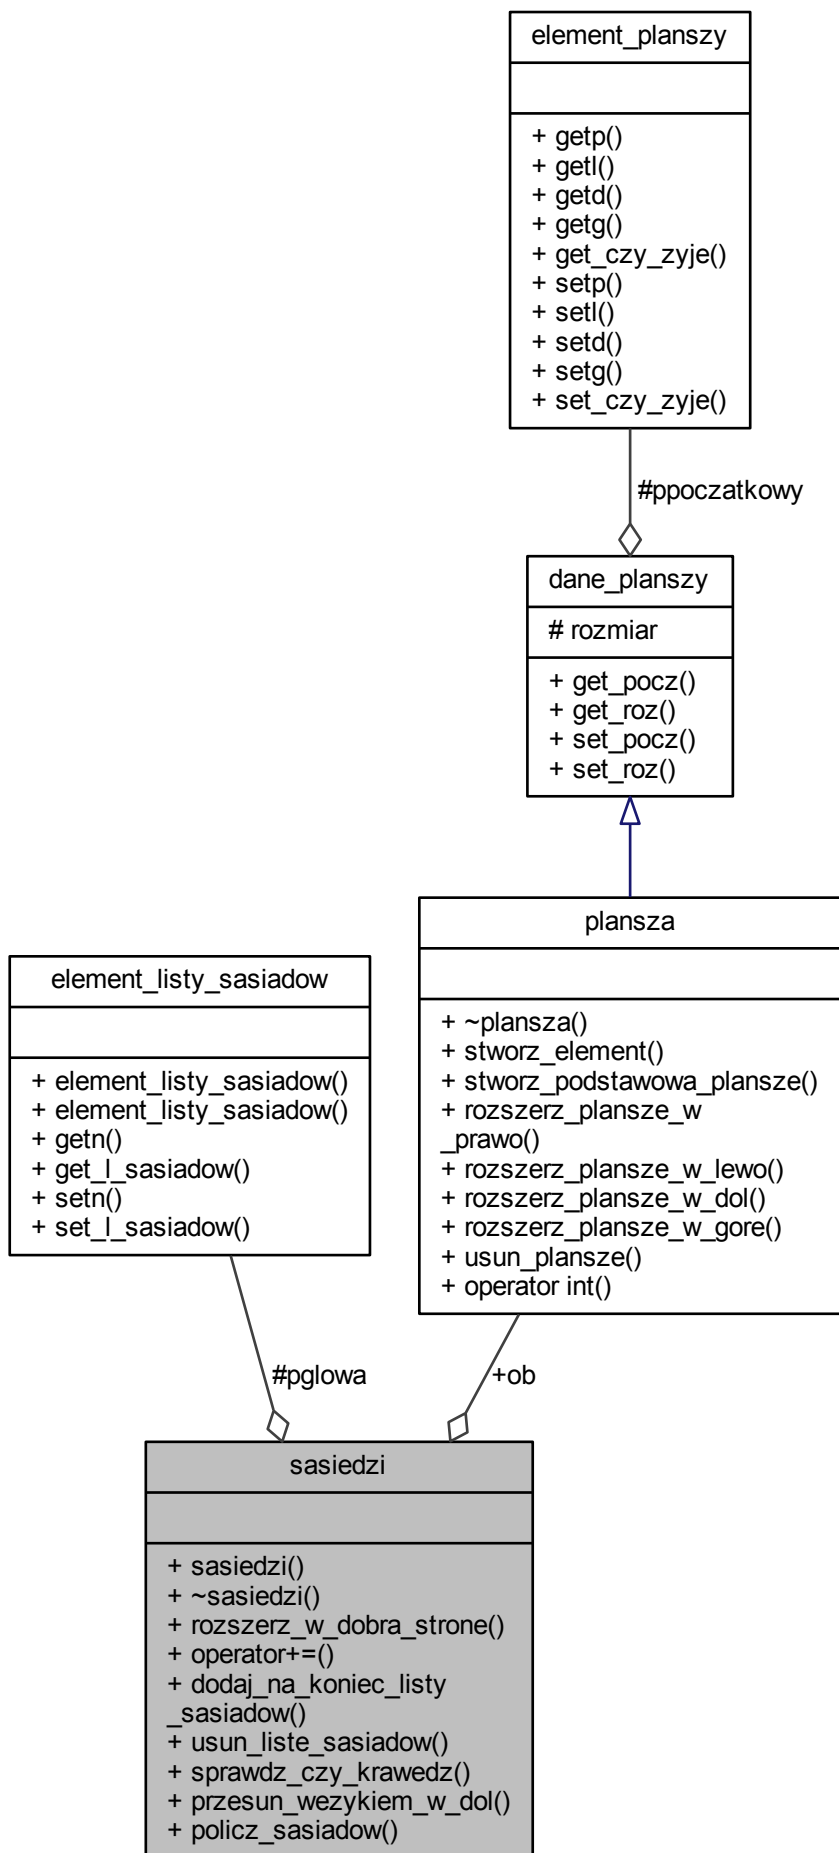 element_planszy
+ getp()
+ getl()
+ getd()
+ getg()
+ get_czy_zyje()
+ setp()
+ setl()
+ setd()
+ setg()
+ set_czy_zyje()
#ppoczatkowy
dane_planszy
# rozmiar
+ get_pocz()
+ get_roz()
+ set_pocz()
+ set_roz()
plansza
+ ~plansza()
+ stworz_element()
+ stworz_podstawowa_plansze()
+ rozszerz_plansze_w
_prawo()
+ rozszerz_plansze_w_lewo()
+ rozszerz_plansze_w_dol()
+ rozszerz_plansze_w_gore()
+ usun_plansze()
+ operator int()
element_listy_sasiadow
+ element_listy_sasiadow()
+ element_listy_sasiadow()
+ getn()
+ get_l_sasiadow()
+ setn()
+ set_l_sasiadow()
#pglowa
+ob
sasiedzi
+ sasiedzi()
+ ~sasiedzi()
+ rozszerz_w_dobra_strone()
+ operator+=()
+ dodaj_na_koniec_listy
_sasiadow()
+ usun_liste_sasiadow()
+ sprawdz_czy_krawedz()
+ przesun_wezykiem_w_dol()
+ policz_sasiadow()